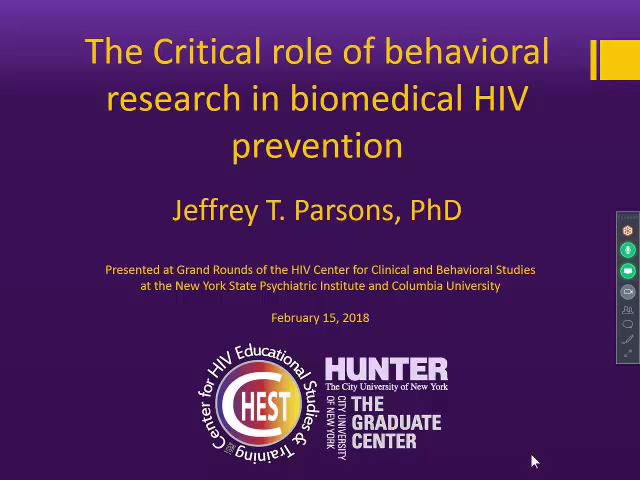 The Critical role of behavioral
research in biomedical HIV
prevention
Jeffrey T. Parsons, PhD
Presented at Grand Rounds of the HIV Center for Clinical and Behavioral Studies
at the New York State Psychiatric Institute and Columbia University
February 15, 2018
Center for HIV Educational Studies & Training
CHEST
HUNTER
The City University of New York
CITY UNIVERSITY
OF NEW YORK
THE
GRADUATE
CENTER